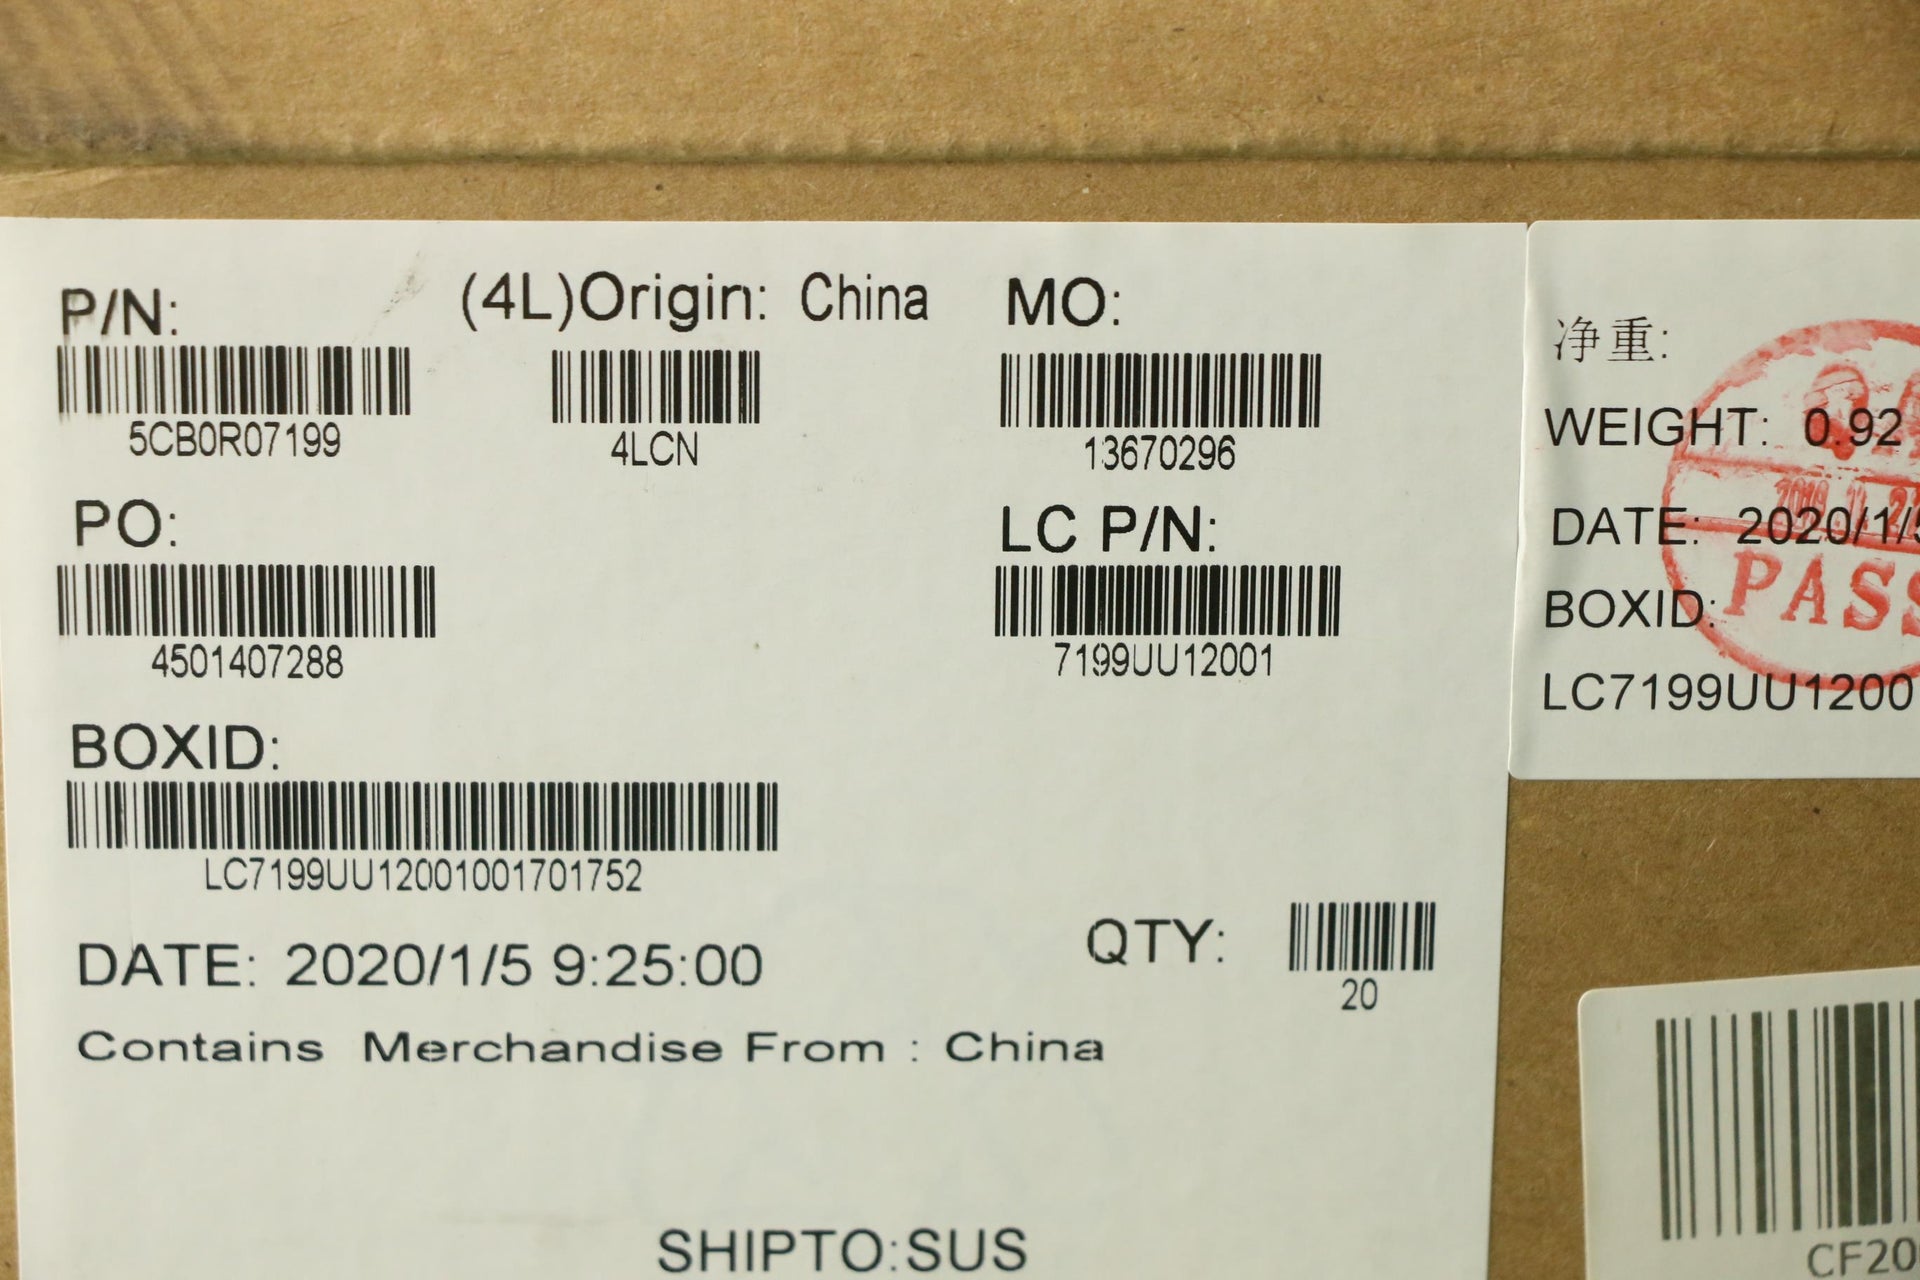 P/N:
(4L)Origin: China
MO:
5CB0R07199
4LCN
13670296
PO:
LC P/N:
4501407288
7199UU12001
BOXID:
LC7199UU12001001701752
DATE: 2020/1/5 9:25:00
QTY:
20
Contains Merchandise From : China
SHIPTO:SUS
净重:
WEIGHT: 0.92
DATE: 2020/1/5
BOXID:
LC7199UU1200
PASS
CF20